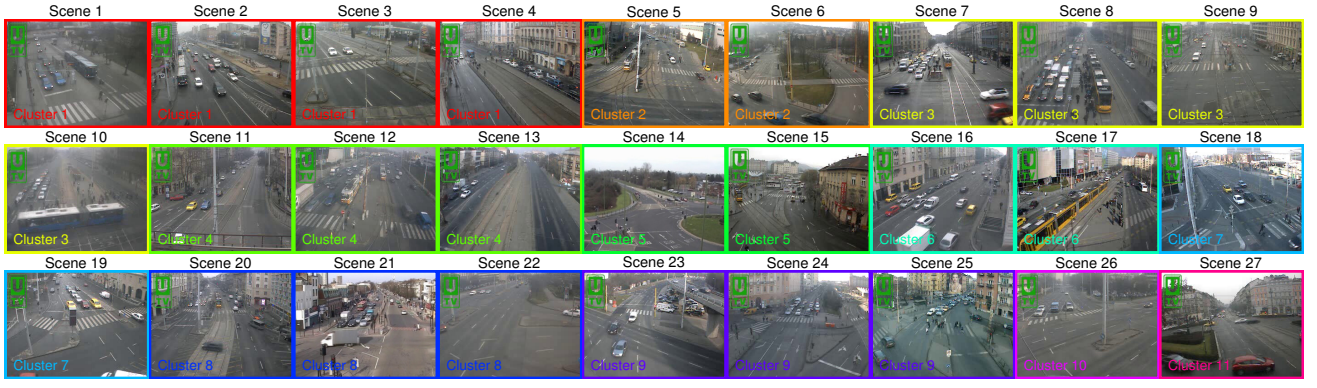 Scene 1 Scene 2 Scene 3 Scene 4 Scene 5 Scene 6 Scene 7 Scene 8 Scene 9
Cluster 1 Cluster 1 Cluster 1 Cluster 1 Cluster 2 Cluster 2 Cluster 3 Cluster 3 Cluster 3
Scene 10 Scene 11 Scene 12 Scene 13 Scene 14 Scene 15 Scene 16 Scene 17 Scene 18
Cluster 3 Cluster 4 Cluster 4 Cluster 4 Cluster 5 Cluster 5 Cluster 6 Cluster 6 Cluster 7
Scene 19 Scene 20 Scene 21 Scene 22 Scene 23 Scene 24 Scene 25 Scene 26 Scene 27
Cluster 7 Cluster 8 Cluster 8 Cluster 8 Cluster 9 Cluster 9 Cluster 9 Cluster 10 Cluster 11